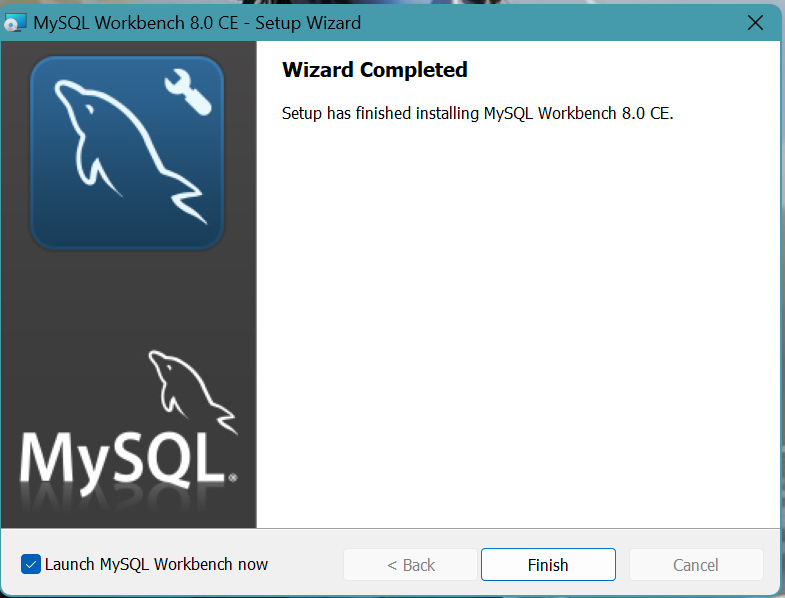 MySQL Workbench 8.0 CE - Setup Wizard
Wizard Completed
Setup has finished installing MySQL Workbench 8.0 CE.
MySQL®
Launch MySQL Workbench now
< Back
Finish
Cancel